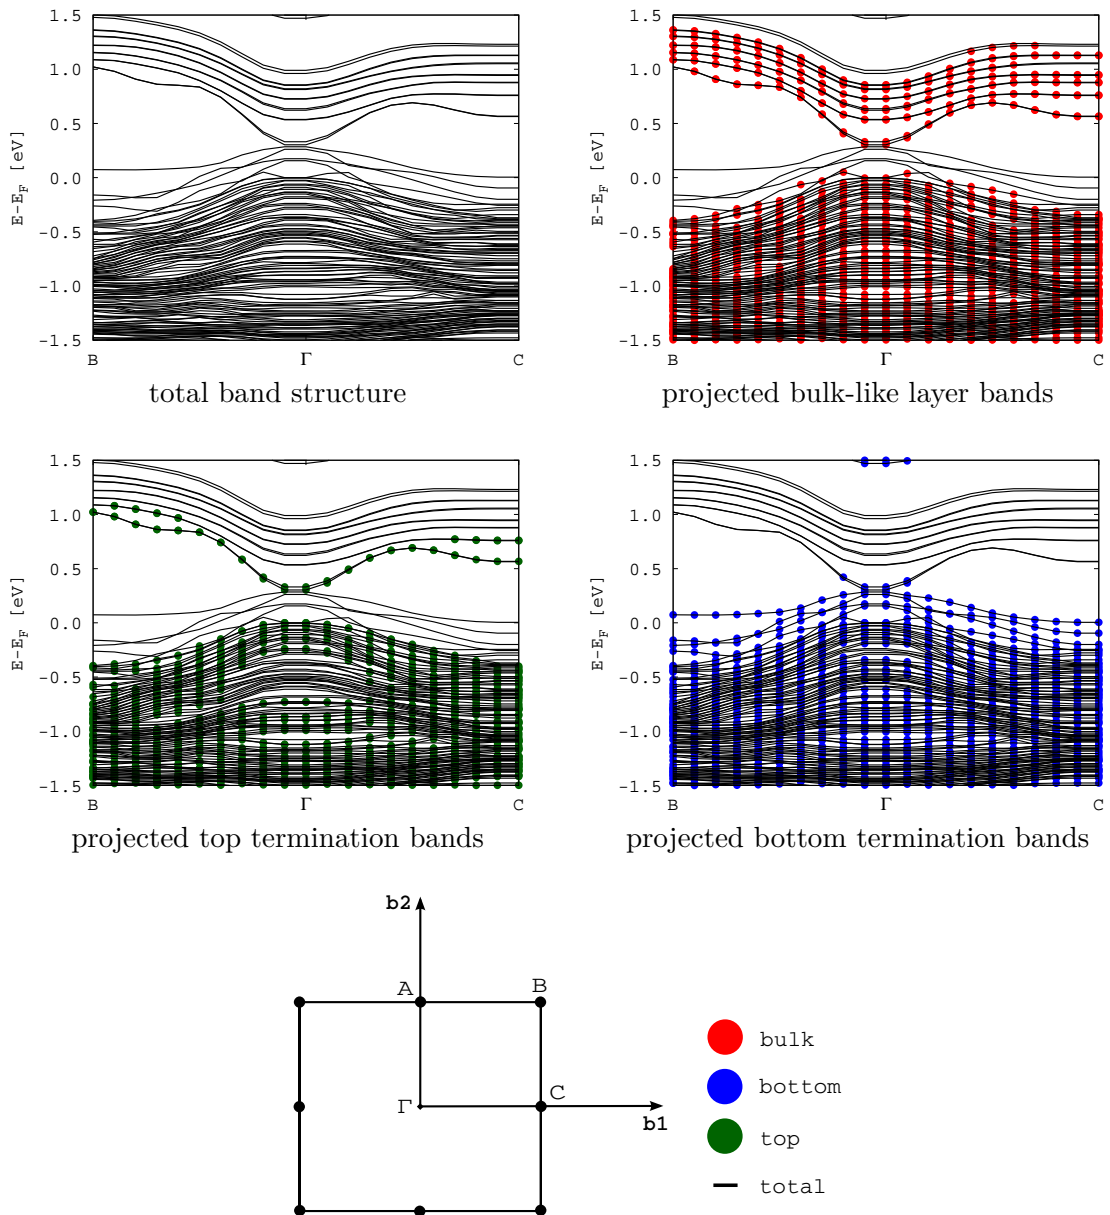 1.5
1.0
0.5
0.0
-0.5
-1.0
-1.5
E-E_F [eV]
B Γ C
total band structure
1.5
1.0
0.5
0.0
-0.5
-1.0
-1.5
E-E_F [eV]
B Γ C
projected bulk-like layer bands
1.5
1.0
0.5
0.0
-0.5
-1.0
-1.5
E-E_F [eV]
B Γ C
projected top termination bands
1.5
1.0
0.5
0.0
-0.5
-1.0
-1.5
E-E_F [eV]
B Γ C
projected bottom termination bands
b2
A B
Γ C
b1
bulk
bottom
top
total